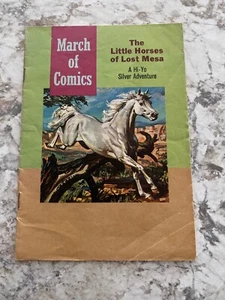 March
of
Comics
The
Little Horses
of Lost Mesa
A Hi-Yo
Silver Adventure